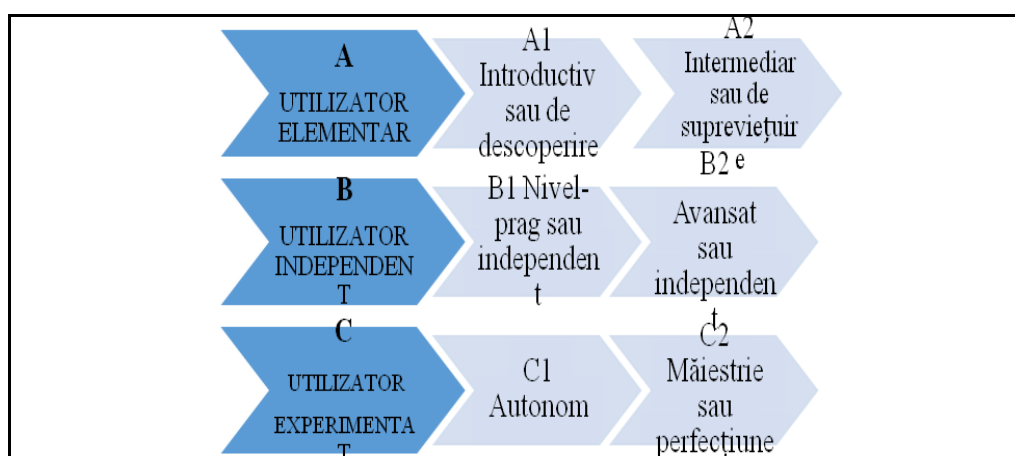 A
UTILIZATOR
ELEMENTAR
A1
Introductiv
sau de
descoperire
A2
Intermediar
sau de
supreviețuir
e
B
UTILIZATOR
INDEPENDEN
T
B1 Nivel-
prag sau
independen
t
B2
Avansat
sau
independen
t
C
UTILIZATOR
EXPERIMENTA
T
C1
Autonom
C2
Măiestrie
sau
perfecțiune